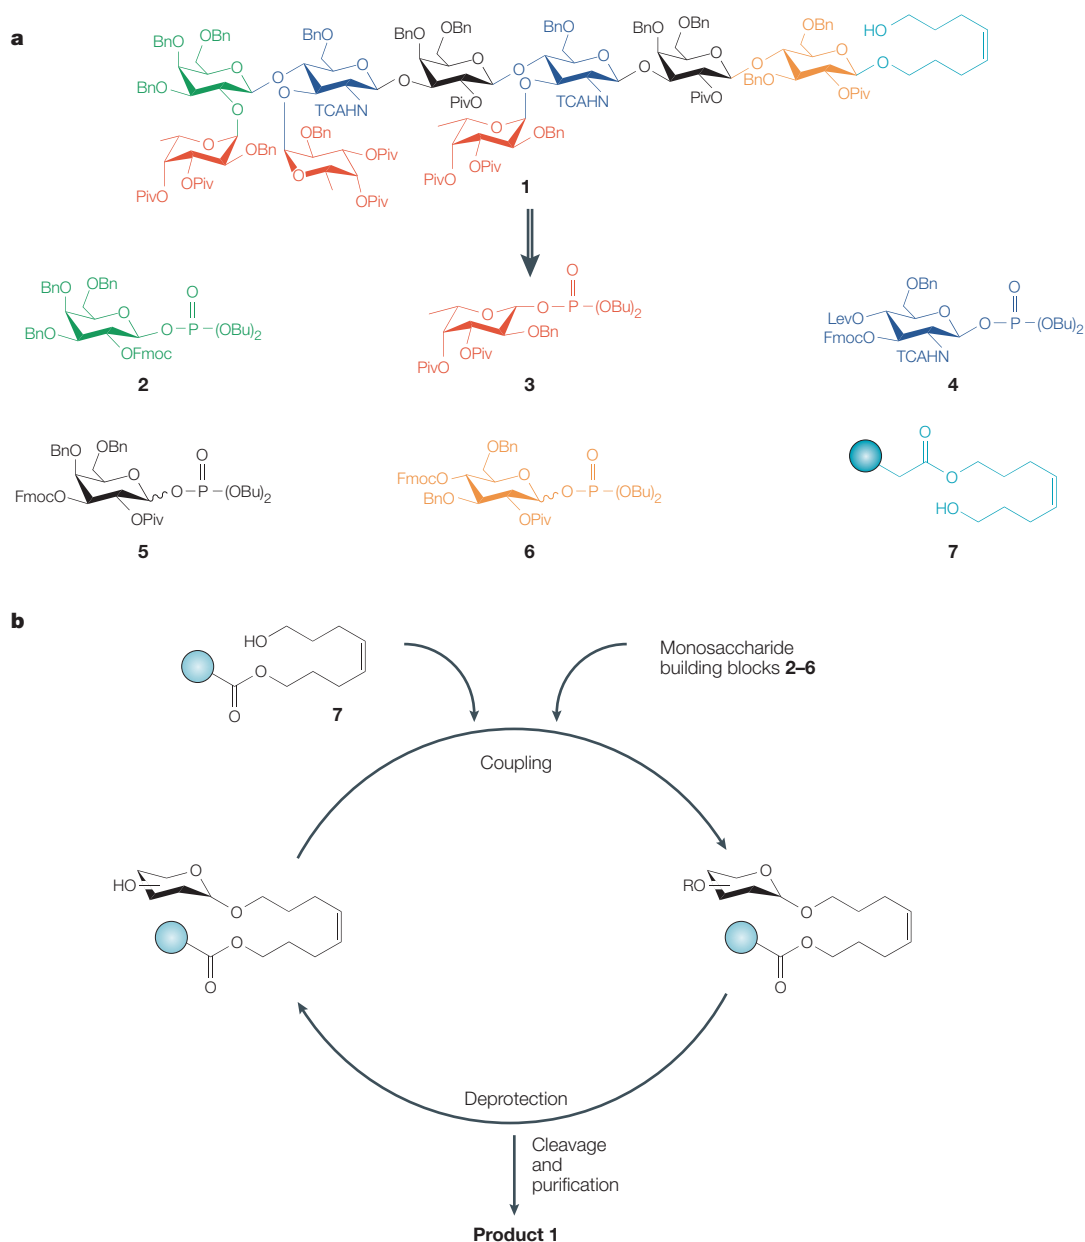 a
BnO OBn OBn BnO OBn OBn BnO OBn OBn HO
BnO O O O O O O O O O O O O O
BnO TCAHN PivO TCAHN PivO BnO OPiv
O O OBn OBn O O OBn
OPiv OPiv OPiv
PivO O OPiv PivO
1
BnO OBn O OBn O
O O P (OBu)2 O O P (OBu)2 LevO O O P (OBu)2
BnO OFmoc OBn FmocO TCAHN
PivO OPiv
2 3 4
BnO OBn O OBn O O
FmocO O O P (OBu)2 FmocO O O P (OBu)2 O
OPiv BnO OPiv HO
5 6 7
b
HO
O
O
7
Monosaccharide
building blocks 2–6
Coupling
HO O
O
O
O
RO O
O
O
O
Deprotection
Cleavage
and
purification
Product 1